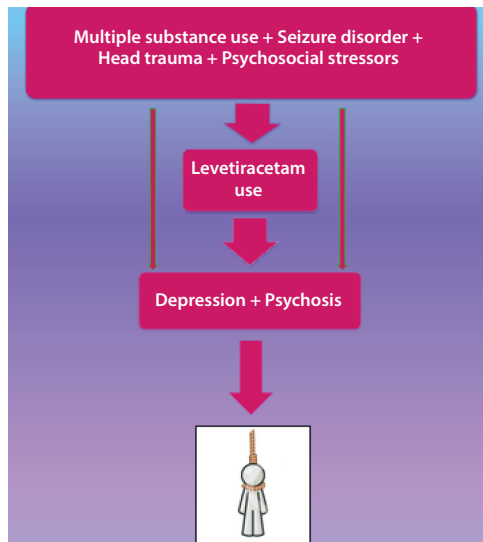 Multiple substance use + Seizure disorder +
Head trauma + Psychosocial stressors
Levetiracetam
use
Depression + Psychosis